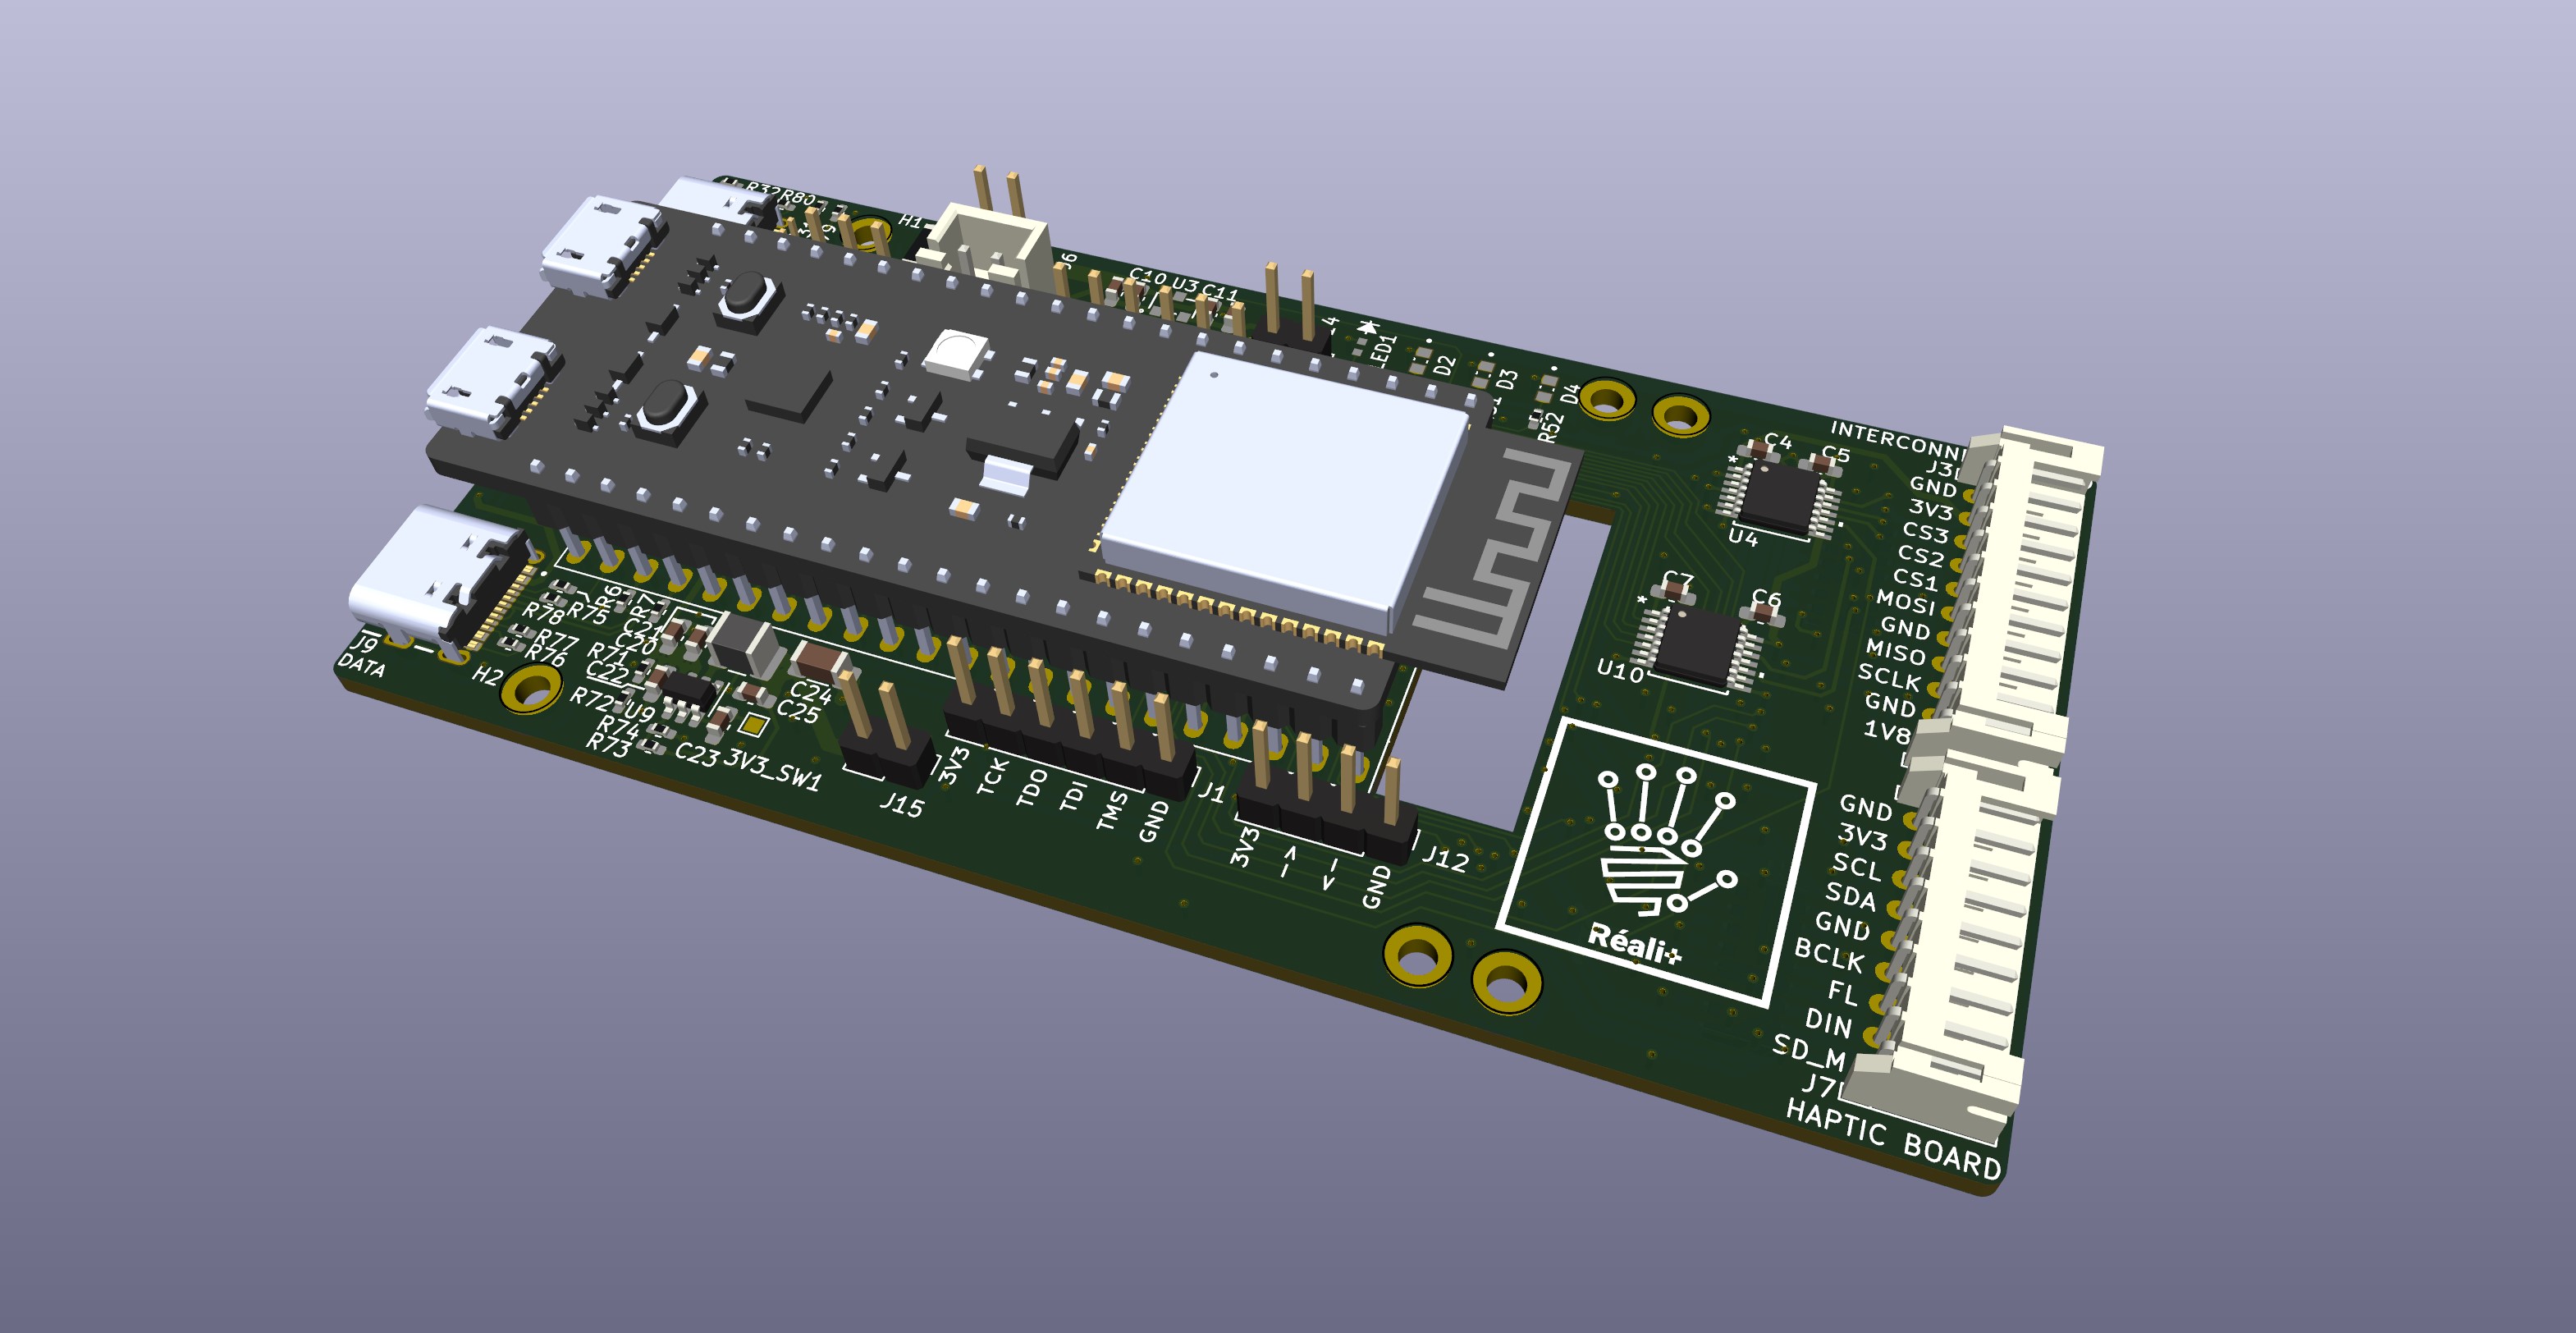 R32
R80
H1
C10
U3
C11
D2
D3
D4
R52
INTERCONN
J3
GND
3V3
CS3
CS2
CS1
MOSI
GND
MISO
SCLK
GND
1V8
C4
C5
U4
C7
C6
U10
J9
DATA
H2
R78
R75
R6
R7
R77
R76
C21
C20
R71
C22
R72
U9
R74
R73
C23
C24
C25
3V3_SW1
J15
3V3
TCK
TDO
TDI
TMS
GND
J1
3V3
->
<-
GND
J12
Réali+
GND
3V3
SCL
SDA
GND
BCLK
FL
DIN
SD_M
J7
HAPTIC BOARD